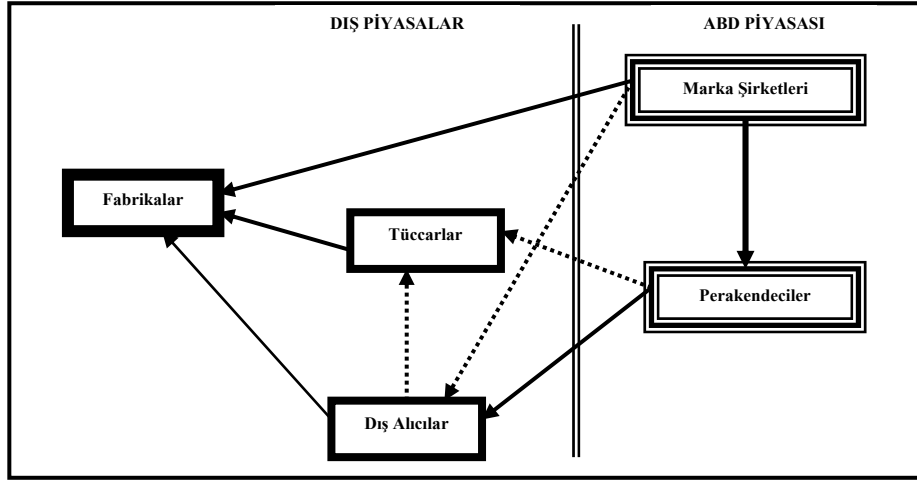 DIŞ PİYASALAR
ABD PİYASASI
Marka Şirketleri
Fabrikalar
Tüccarlar
Perakendeciler
Dış Alıcılar